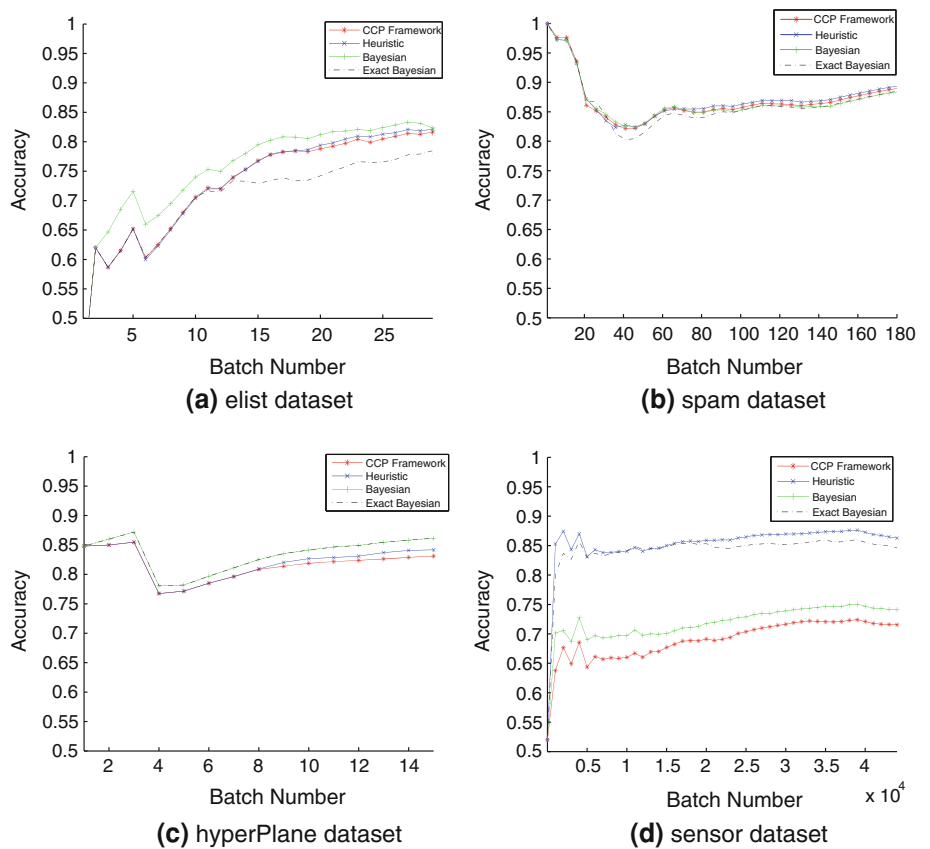 1
0.95
0.9
0.85
0.8
0.75
0.7
0.65
0.6
0.55
0.5
Accuracy
CCP Framework
Heuristic
Bayesian
Exact Bayesian
5 10 15 20 25
Batch Number
(a) elist dataset
1
0.95
0.9
0.85
0.8
0.75
0.7
0.65
0.6
0.55
0.5
Accuracy
CCP Framework
Heuristic
Bayesian
Exact Bayesian
20 40 60 80 100 120 140 160 180
Batch Number
(b) spam dataset
1
0.95
0.9
0.85
0.8
0.75
0.7
0.65
0.6
0.55
0.5
Accuracy
CCP Framework
Heuristic
Bayesian
Exact Bayesian
2 4 6 8 10 12 14
Batch Number
(c) hyperPlane dataset
1
0.95
0.9
0.85
0.8
0.75
0.7
0.65
0.6
0.55
0.5
Accuracy
CCP Framework
Heuristic
Bayesian
Exact Bayesian
0.5 1 1.5 2 2.5 3 3.5 4
x 10^4
Batch Number
(d) sensor dataset